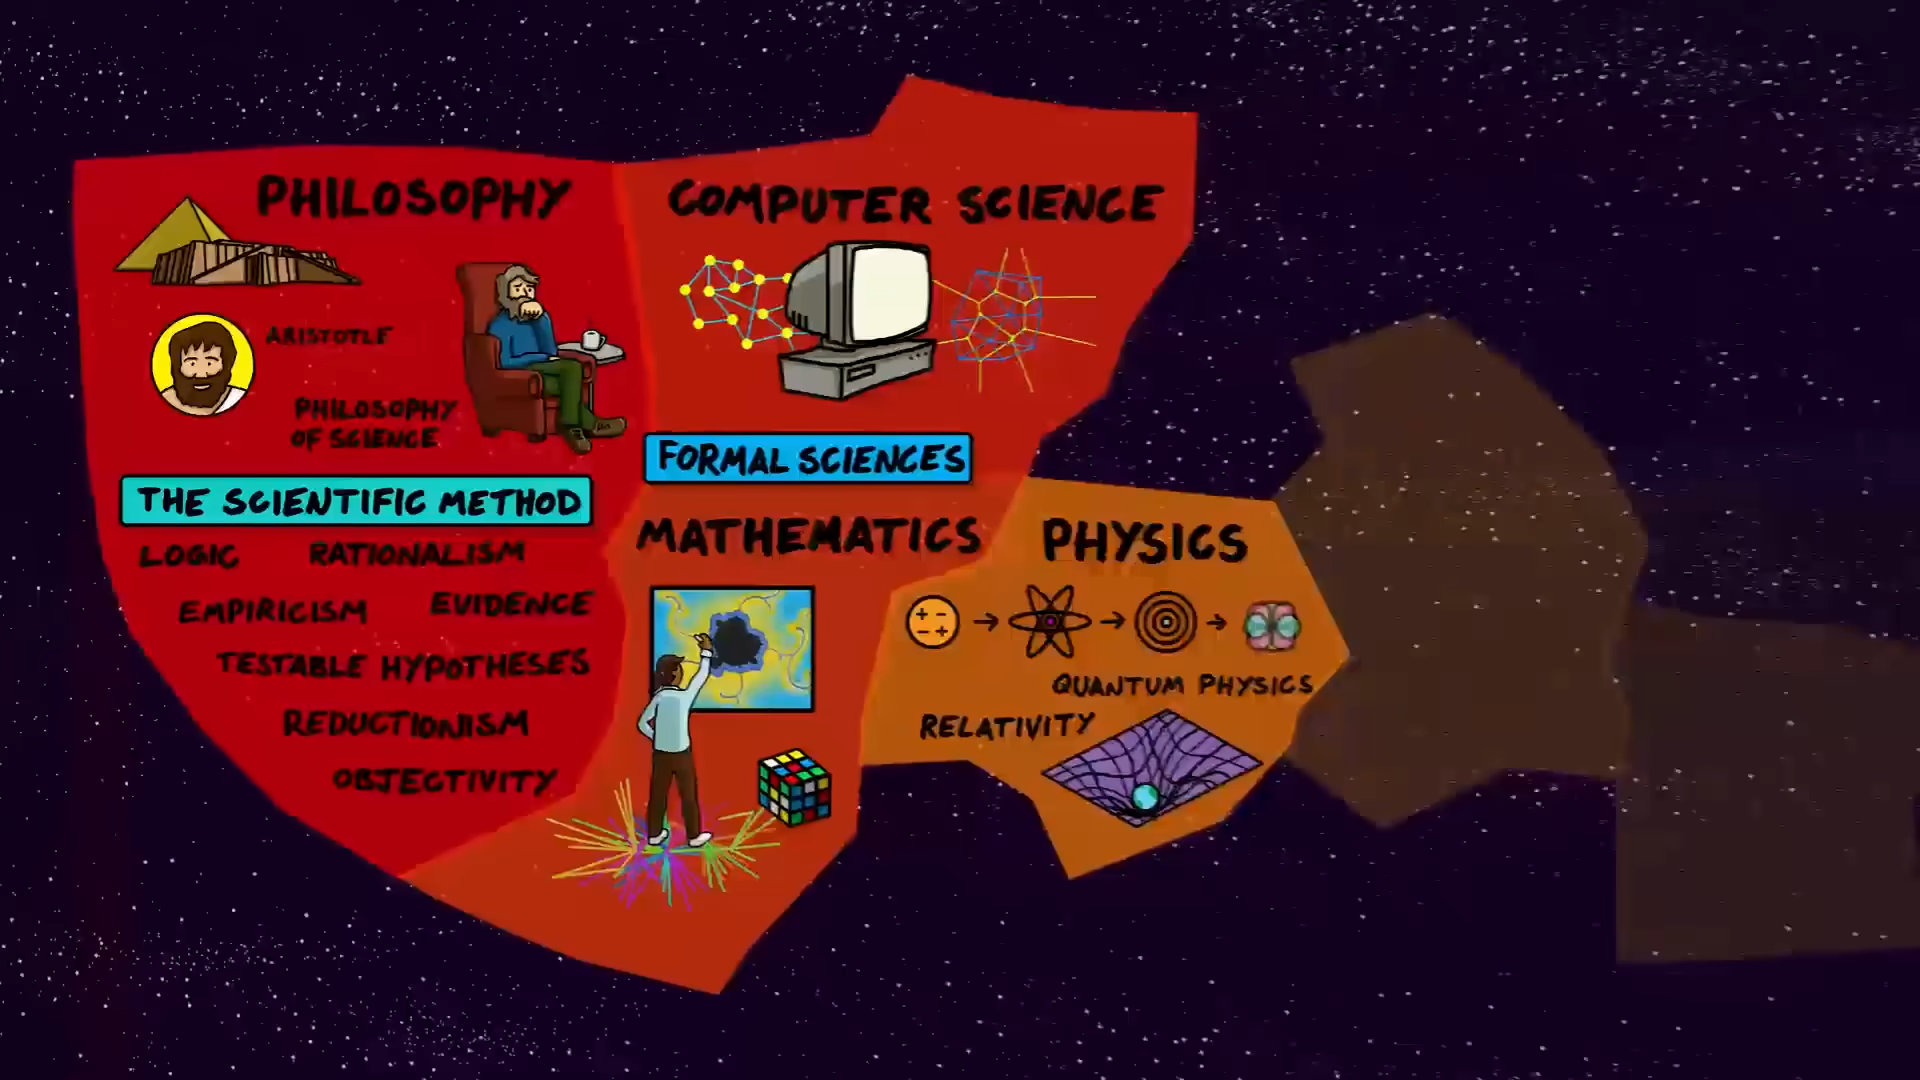 PHILOSOPHY
ARISTOTLE
PHILOSOPHY
OF SCIENCE
THE SCIENTIFIC METHOD
LOGIC
RATIONALISM
EMPIRICISM
EVIDENCE
TESTABLE HYPOTHESES
REDUCTIONISM
OBJECTIVITY
COMPUTER SCIENCE
FORMAL SCIENCES
MATHEMATICS
PHYSICS
QUANTUM PHYSICS
RELATIVITY